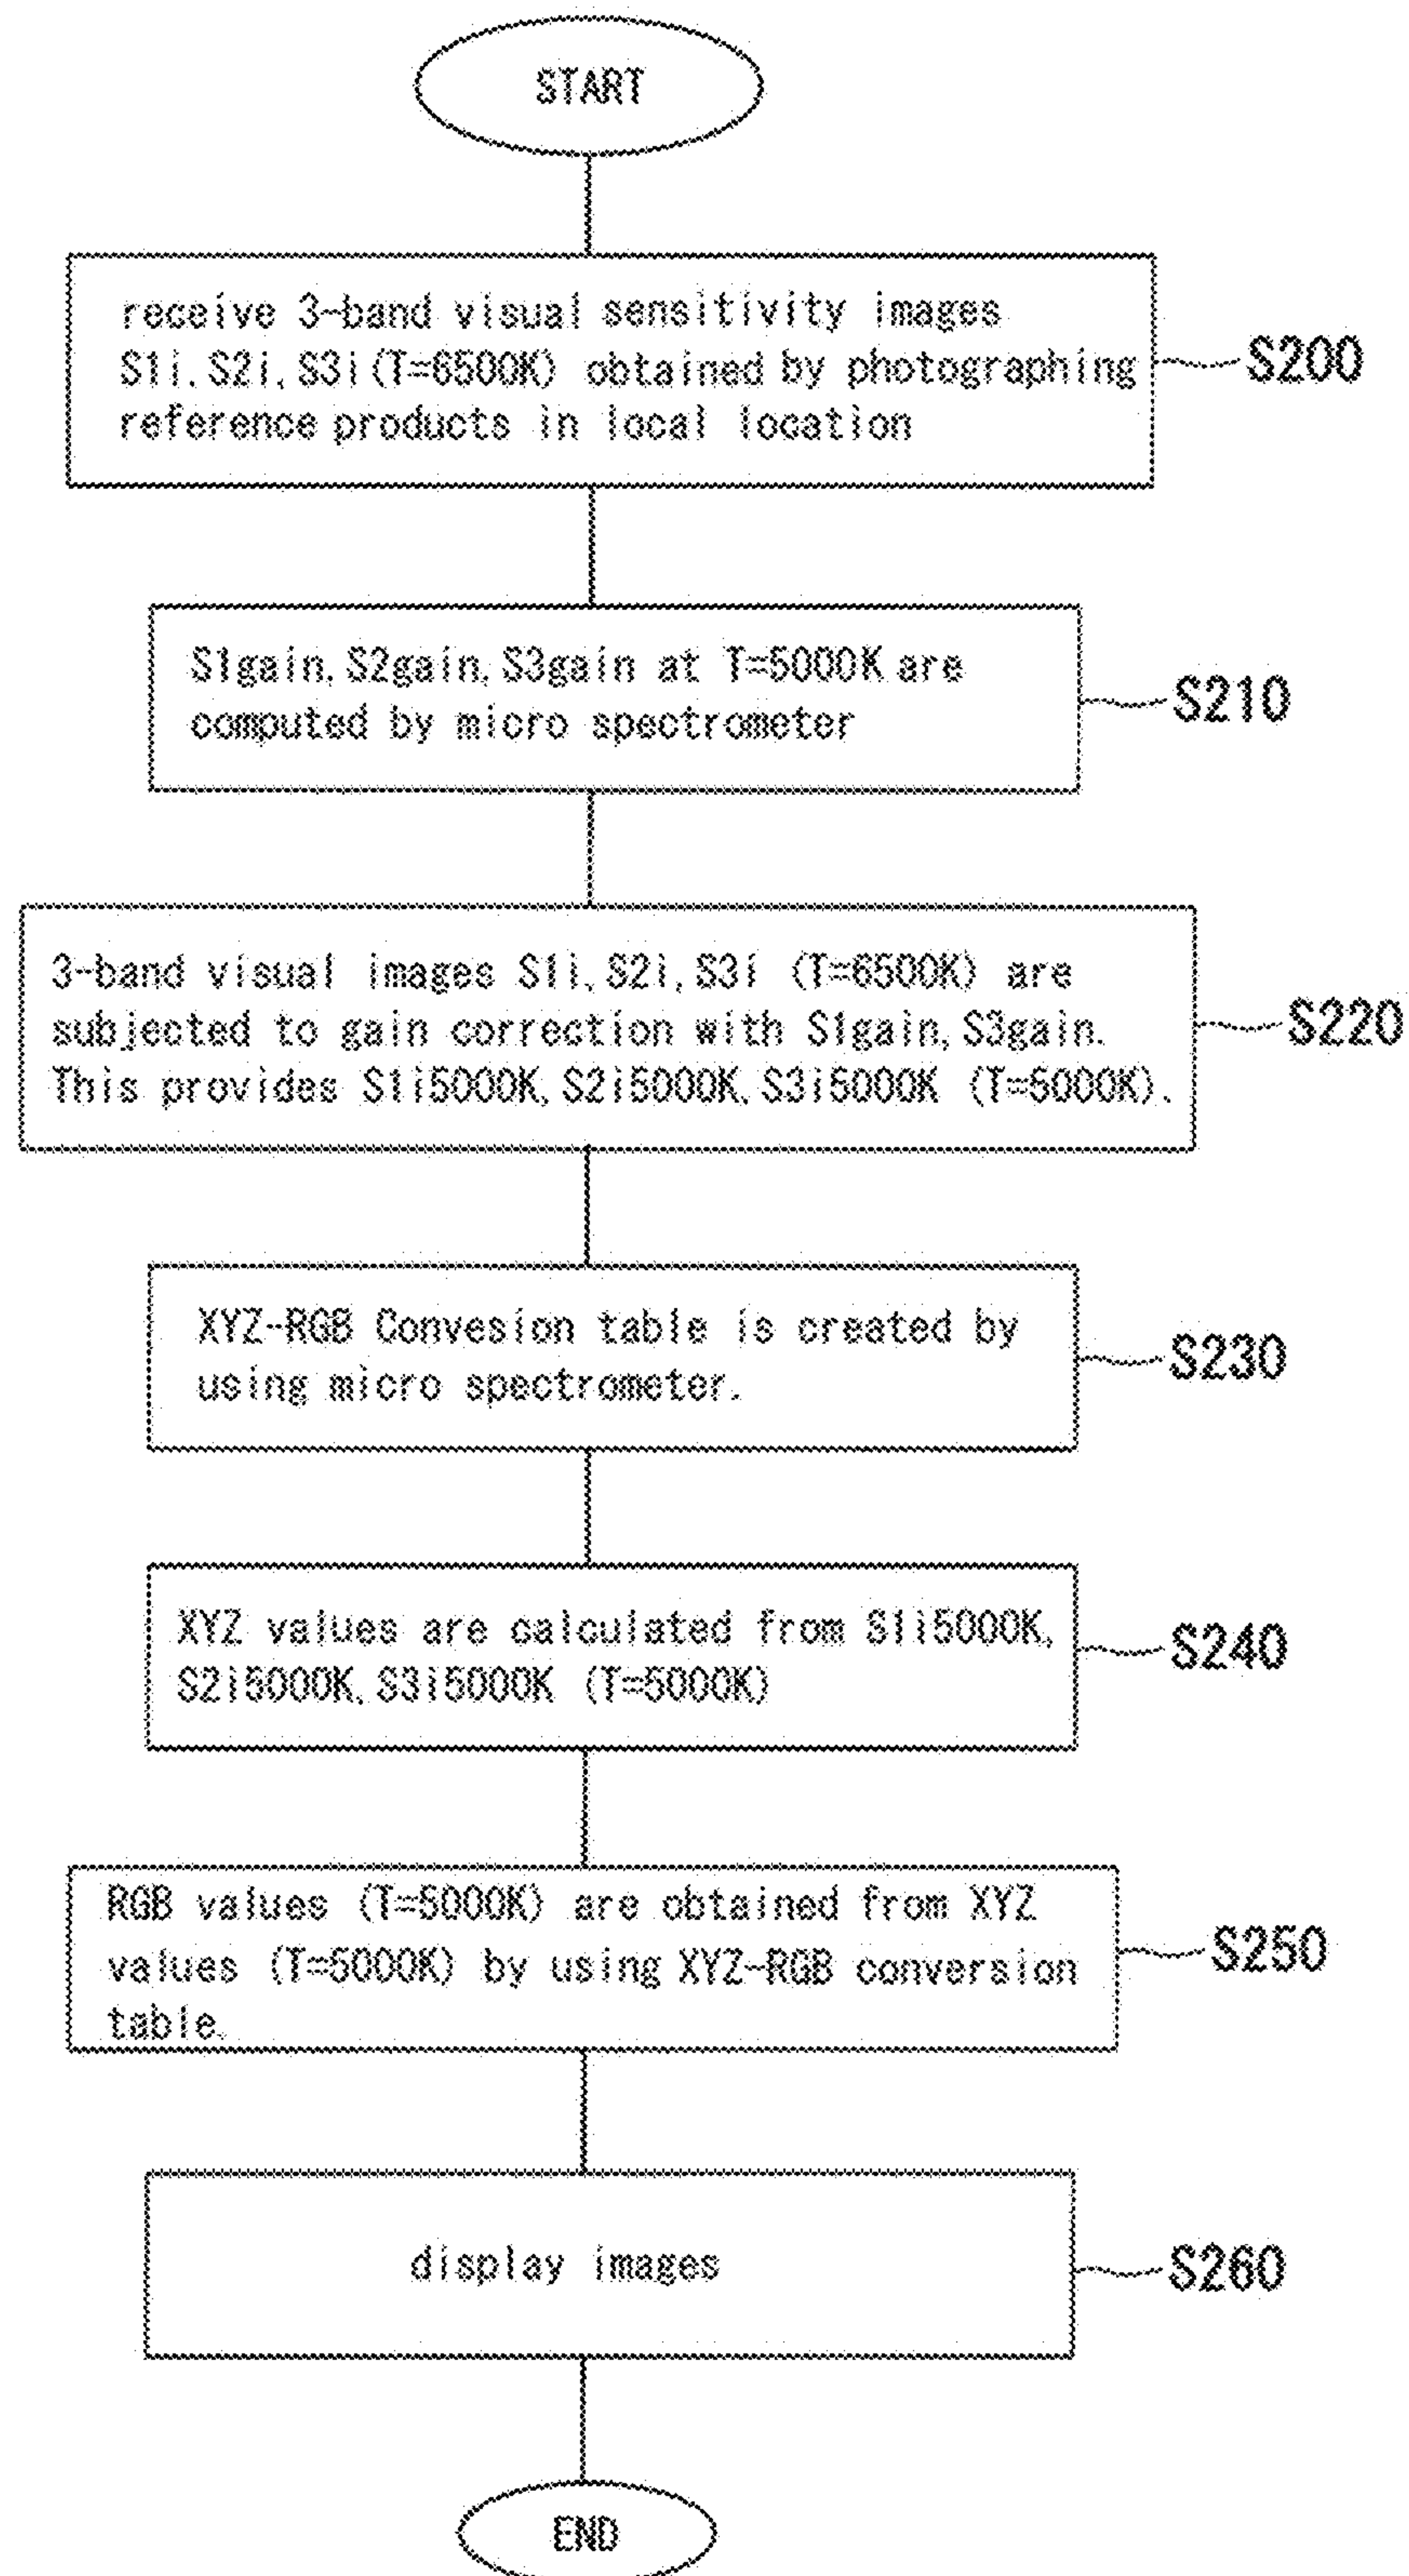 START
receive 3-band visual sensitivity images
S1i, S2i, S3i(T=6500K) obtained by photographing
reference products in local location
S200
S1gain, S2gain, S3gain at T=5000K are
computed by micro spectrometer
S210
3-band visual images S1i, S2i, S3i (T=6500K) are
subjected to gain correction with S1gain, S3gain.
This provides S1i5000K, S2i5000K, S3i5000K (T=5000K).
S220
XYZ-RGB Convesion table is created by
using micro spectrometer.
S230
XYZ values are calculated from S1i5000K,
S2i5000K, S3i5000K (T=5000K)
S240
RGB values (T=5000K) are obtained from XYZ
values (T=5000K) by using XYZ-RGB conversion
table.
S250
display images
S260
END